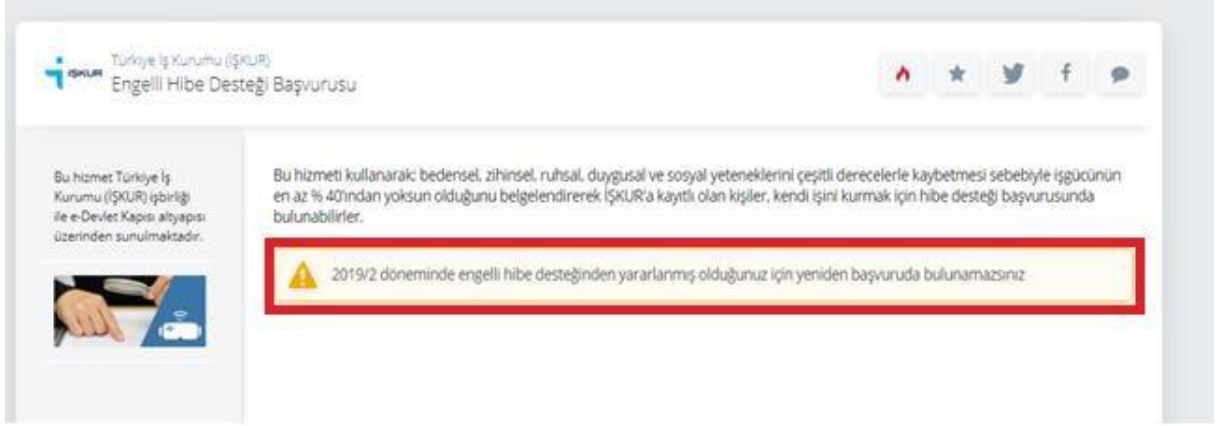 İŞKUR
Türkiye İş Kurumu (İŞKUR)
Engelli Hibe Desteği Başvurusu
f
Bu hizmet Türkiye İş
Kurumu (İŞKUR) işbirliği
ile e-Devlet Kapısı altyapısı
üzerinden sunulmaktadır.
Bu hizmeti kullanarak; bedensel, zihinsel, ruhsal, duygusal ve sosyal yeteneklerini çeşitli derecelerle kaybetmesi sebebiyle işgücünün
en az % 40'ından yoksun olduğunu belgelendirerek İŞKUR'a kayıtlı olan kişiler, kendi işini kurmak için hibe desteği başvurusunda
bulunabilirler.
2019/2 döneminde engelli hibe desteğinden yararlanmış olduğunuz için yeniden başvuruda bulunamazsınız